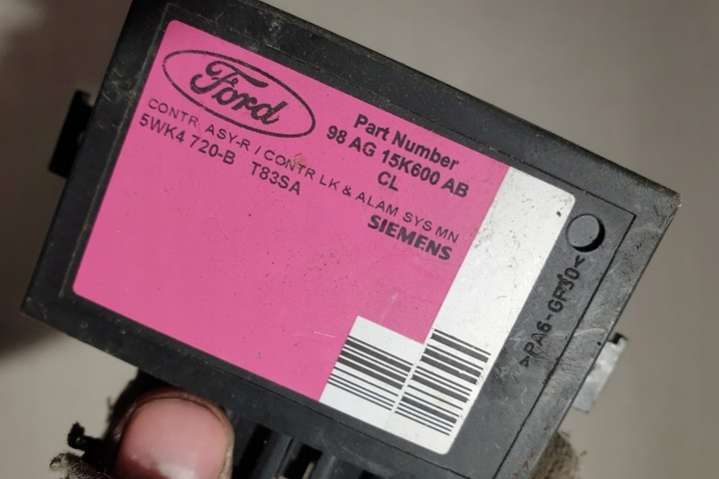 Ford
Part Number
98 AG 15K600 AB
CL
CONTR ASY-R / CONTR LK & ALAM SYS MN
5WK4 720-B T83SA
SIEMENS
>PA6-GF30<